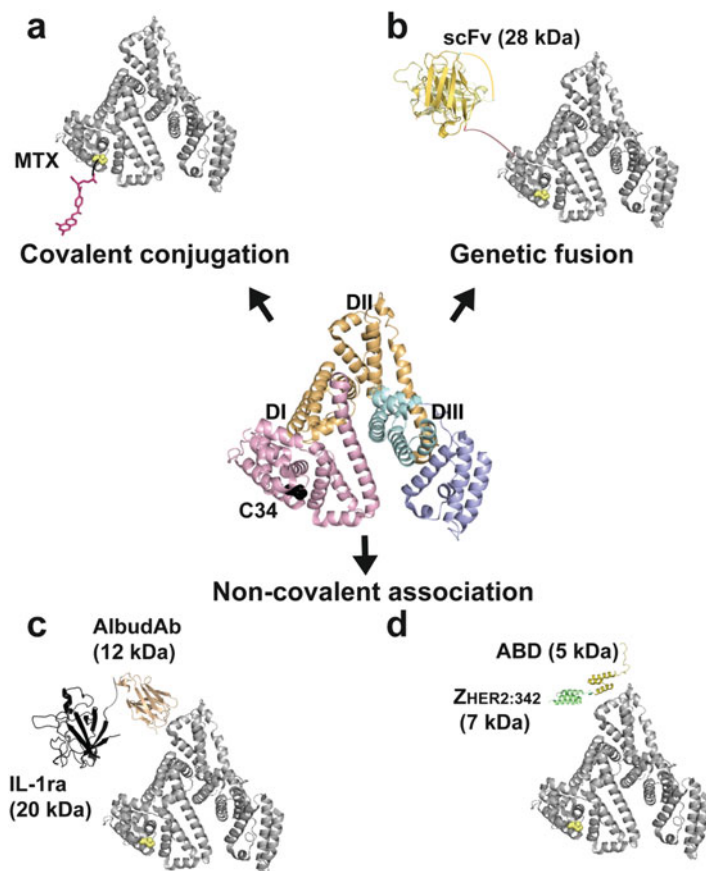 a
MTX
Covalent conjugation
b
scFv (28 kDa)
Genetic fusion
DII
DI
DIII
C34
Non-covalent association
c
AlbudAb
(12 kDa)
IL-1ra
(20 kDa)
d
ABD (5 kDa)
ZHER2:342
(7 kDa)